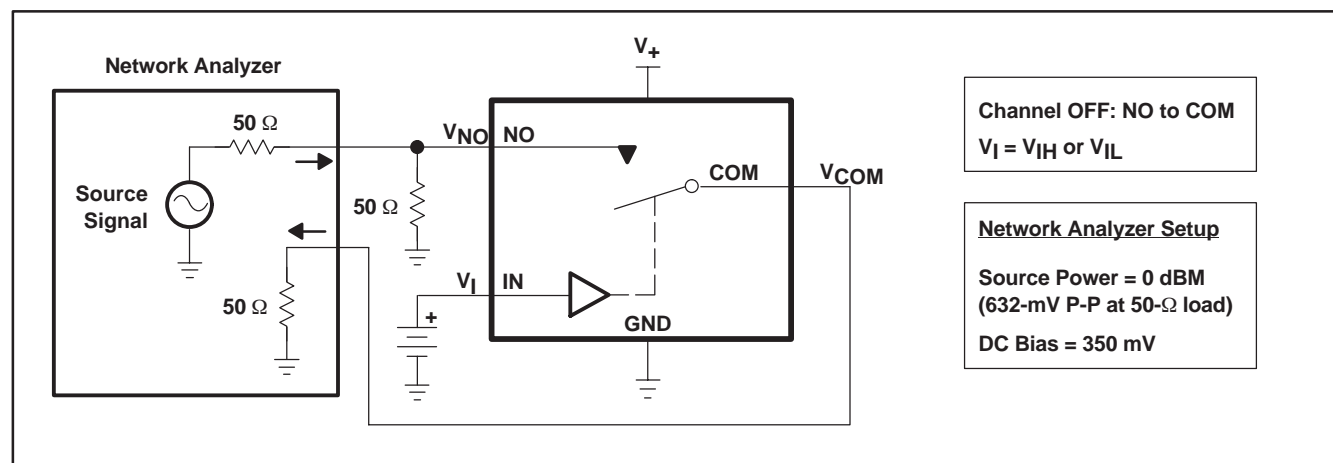 Network Analyzer
50 Ω
Source
Signal
50 Ω
50 Ω
V+
VNO
NO
COM
VCOM
VI
IN
+
GND
Channel OFF: NO to COM
VI = VIH or VIL
Network Analyzer Setup
Source Power = 0 dBM
(632-mV P-P at 50-Ω load)
DC Bias = 350 mV